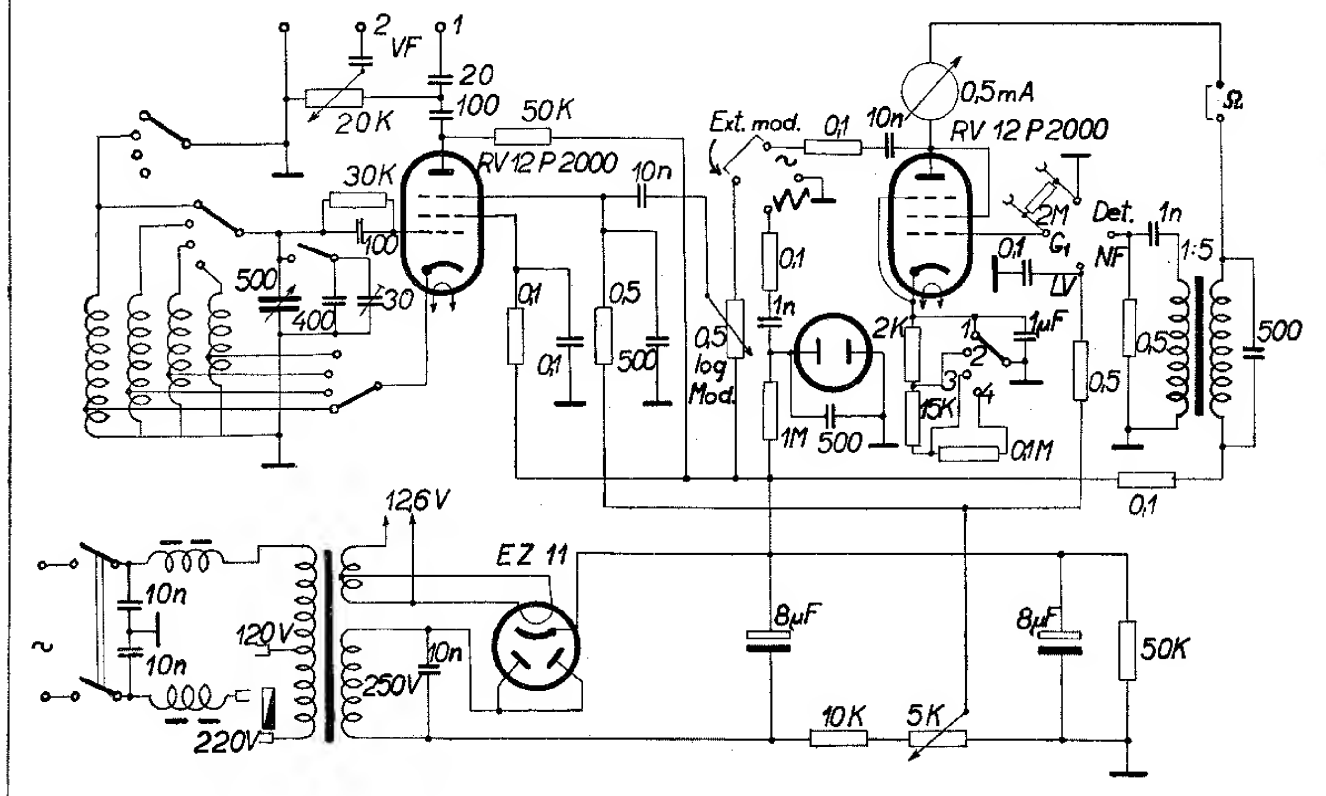 2
VF
1
20
100
20K
50K
RV12P2000
30K
100
500
400
30
10n
0,1
0,1
0,5
500
Ext. mod.
0,1
10n
~
0,1
1n
0,5
log
Mod.
1M
500
0,5mA
RV 12 P2000
Ω
2M
G1
0,1
LV
Det.
NF
1n
1:5
2K
1
2
3
4
1µF
15K
0,1M
0,5
0,5
500
0,1
12,6V
EZ 11
10n
10n
~
120V
220V
250V
10n
8µF
8µF
50K
10K
5K